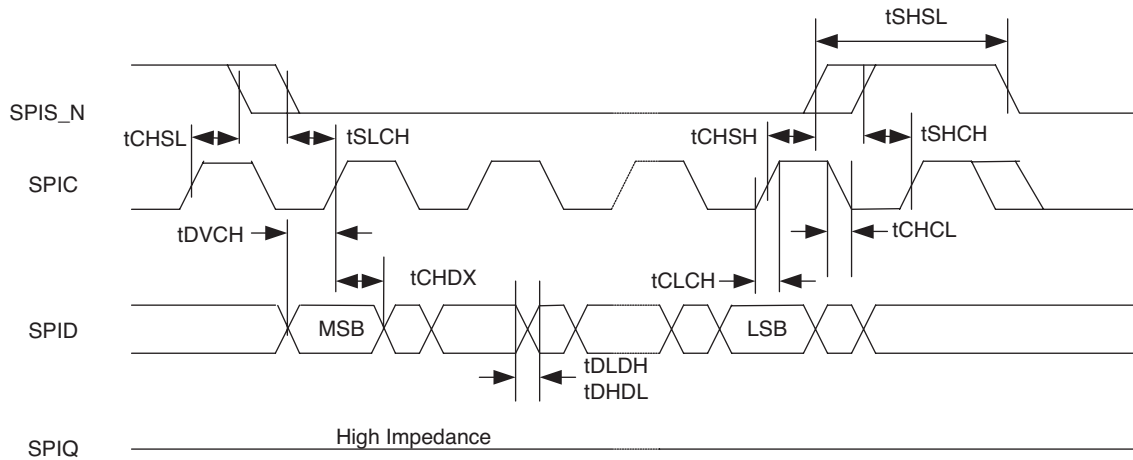 tSHSL
SPIS_N
tCHSL
tSLCH
tCHSH
tSHCH
SPIC
tDVCH
tCHCL
tCHDX
tCLCH
SPID
MSB
LSB
tDLDH
tDHDL
High Impedance
SPIQ